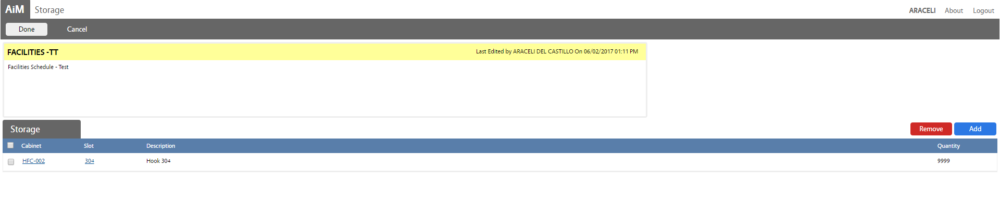 AiM Storage ARACELI About Logout
Done Cancel
FACILITIES -TT Last Edited by ARACELI DEL CASTILLO On 06/02/2017 01:11 PM
Facilities Schedule - Test
Storage Remove Add
Cabinet Slot Description Quantity
HFC-002 304 Hook 304 9999